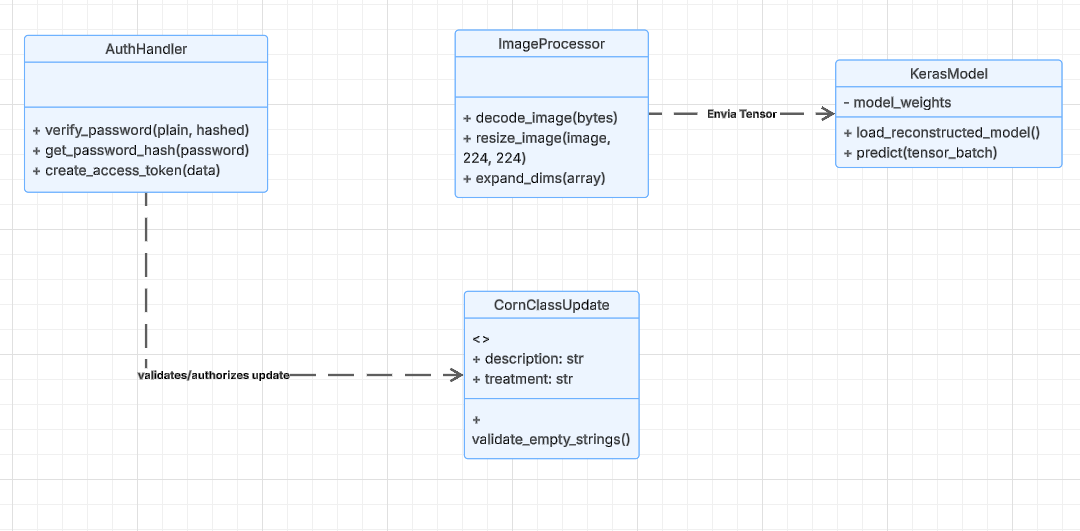 AuthHandler
+ verify_password(plain, hashed)
+ get_password_hash(password)
+ create_access_token(data)
ImageProcessor
+ decode_image(bytes)
+ resize_image(image,
224, 224)
+ expand_dims(array)
Envia Tensor
KerasModel
- model_weights
+ load_reconstructed_model()
+ predict(tensor_batch)
validates/authorizes update
CornClassUpdate
<>
+ description: str
+ treatment: str
+
validate_empty_strings()